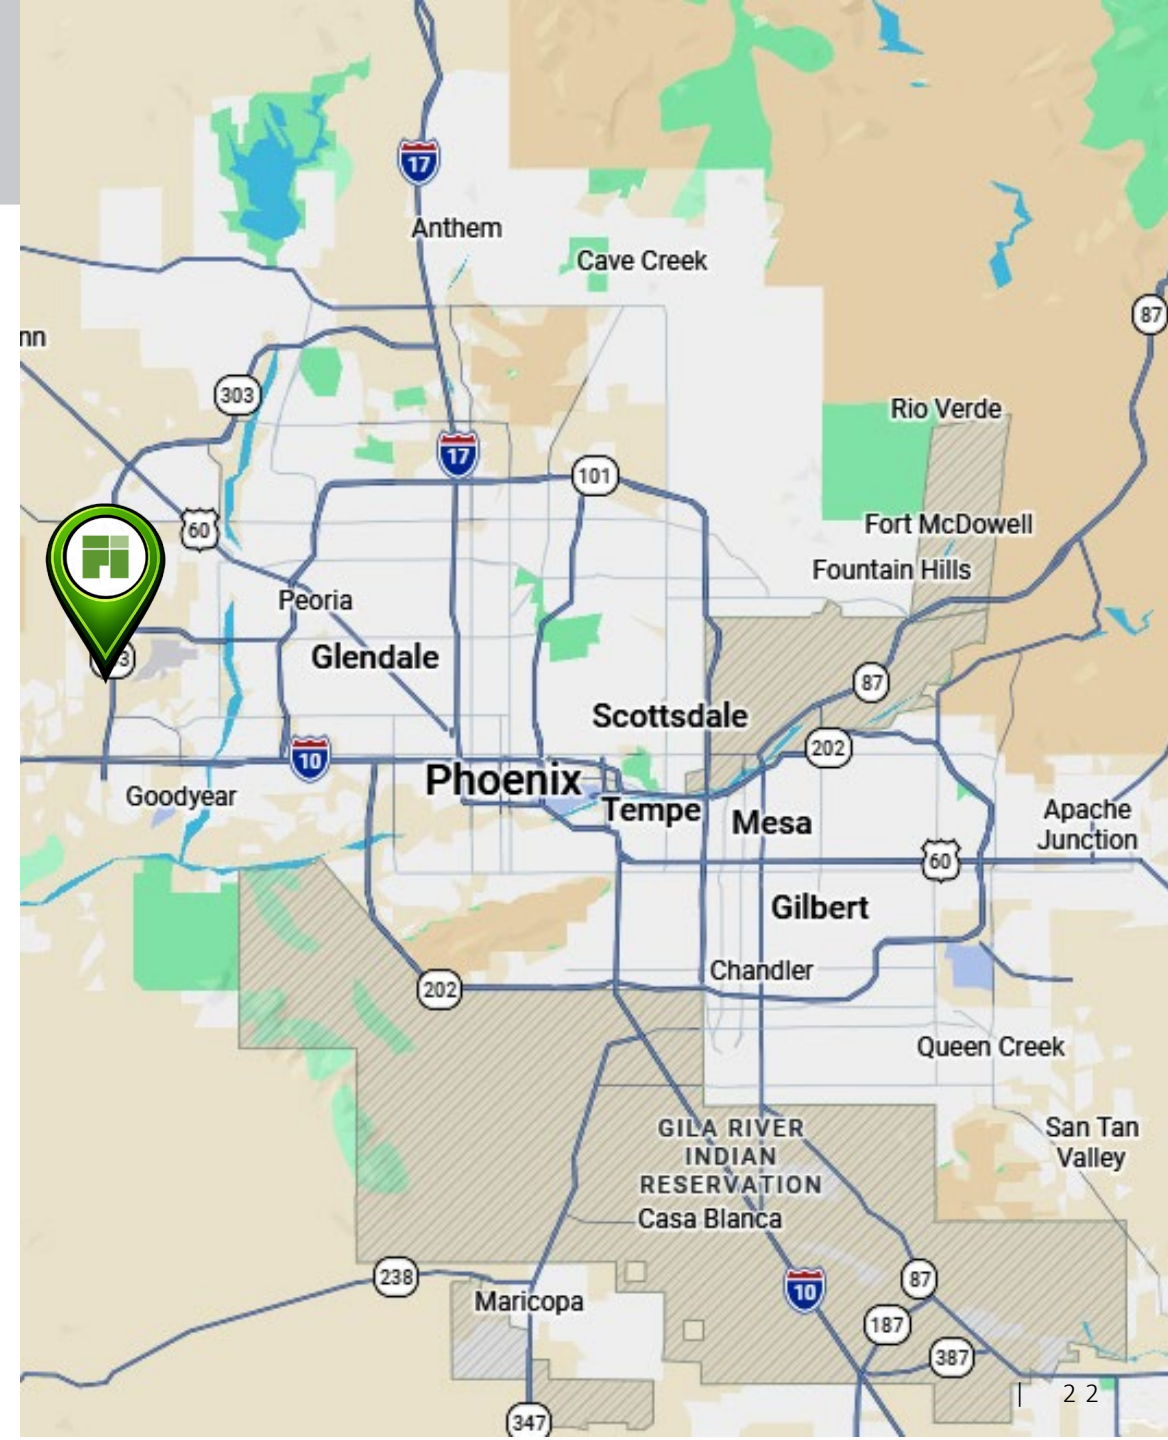 17
Anthem
Cave Creek
87
nn
303
Rio Verde
17
101
60
Fort McDowell
Fountain Hills
Peoria
Glendale
3
87
Scottsdale
202
10
Phoenix
Goodyear
Tempe
Mesa
Apache
Junction
60
Gilbert
Chandler
202
Queen Creek
GILA RIVER
INDIAN
RESERVATION
San Tan
Valley
Casa Blanca
238
87
10
Maricopa
187
387
| 22
347